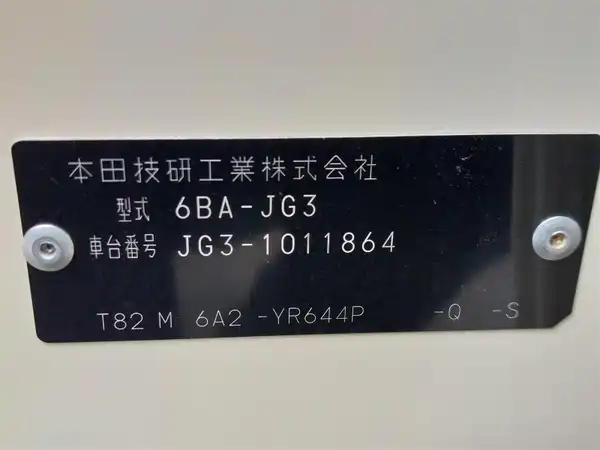 本田技研工業株式会社
型式 6BA-JG3
車台番号 JG3-1011864
T82 M 6A2 -YR644P -Q -S